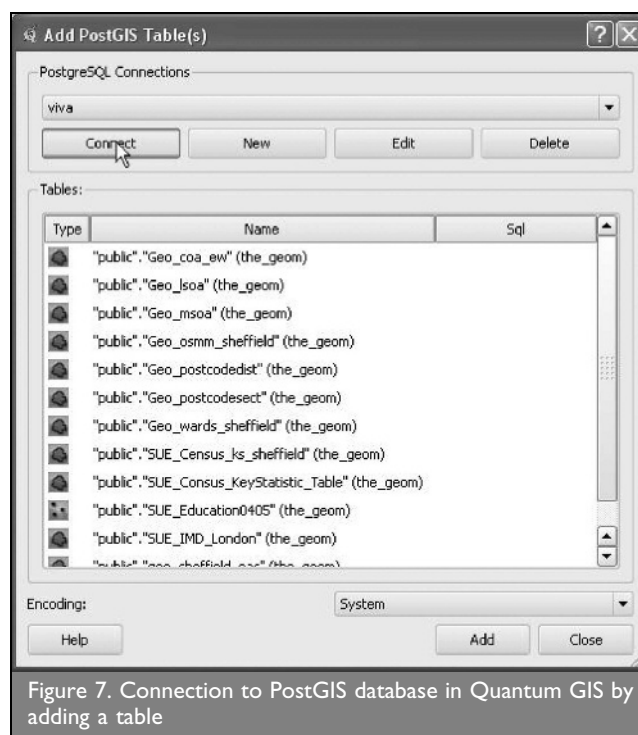 Add PostGIS Table(s)
PostgreSQL Connections
viva
Connect New Edit Delete
Tables:
Type Name Sql
"public"."Geo_coa_ew" (the_geom)
"public"."Geo_lsoa" (the_geom)
"public"."Geo_msoa" (the_geom)
"public"."Geo_osmm_sheffield" (the_geom)
"public"."Geo_postcodedist" (the_geom)
"public"."Geo_postcodesect" (the_geom)
"public"."Geo_wards_sheffield" (the_geom)
"public"."SUE_Census_ks_sheffield" (the_geom)
"public"."SUE_Consus_KeyStatistic_Table" (the_geom)
"public"."SUE_Education0405" (the_geom)
"public"."SUE_IMD_London" (the_geom)
"public"."geo_sheffield_oac" (the_geom)
Encoding: System
Help Add Close
Figure 7. Connection to PostGIS database in Quantum GIS by
adding a table